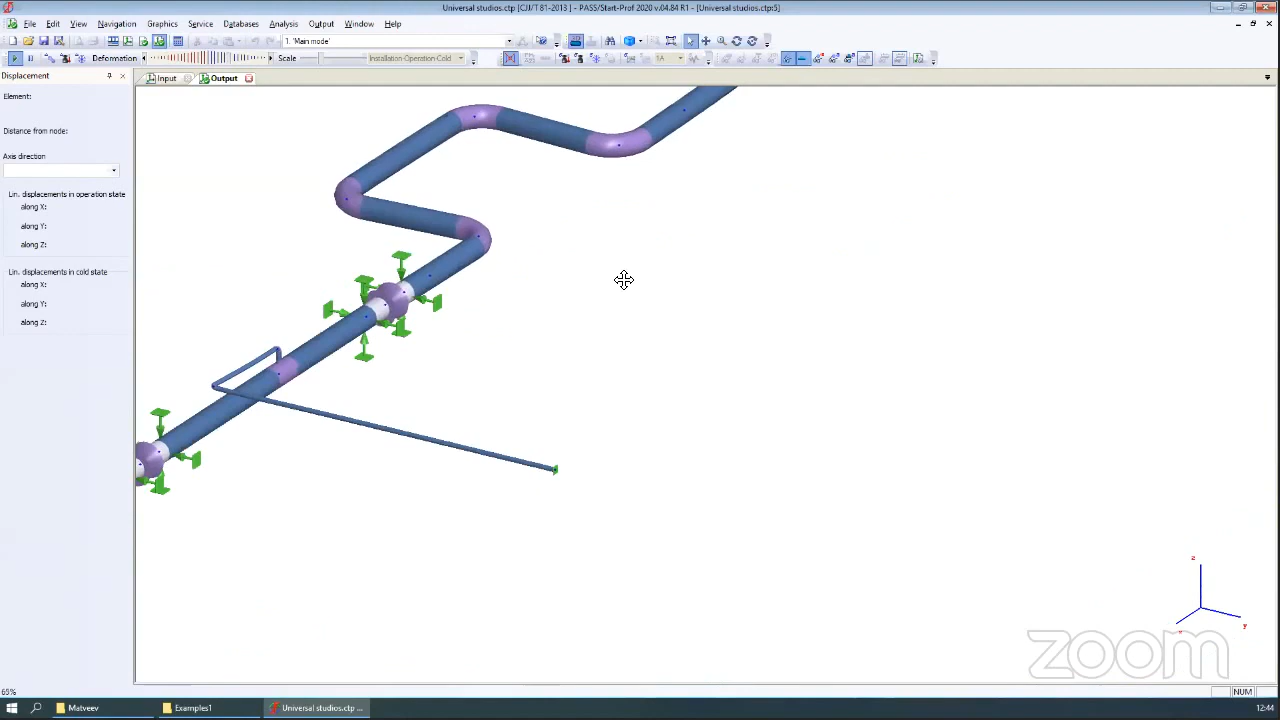 Universal studios.ctp [CJJ/T 81-2013 ] - PASS/Start-Prof 2020 v.04.84 R1 - [Universal studios.ctp:5]
File Edit View Navigation Graphics Service Databases Analysis Output Window Help
1. 'Main mode'
Deformation Scale Installation-Operation-Cold 1A
Displacement
Input Output
Element:
Distance from node:
Axis direction
Lin. displacements in operation state
along X:
along Y:
along Z:
Lin. displacements in cold state
along X:
along Y:
along Z:
z
y
zoom
65%
NUM
Matveev Examples1 Universal studios.ctp ... 12:44